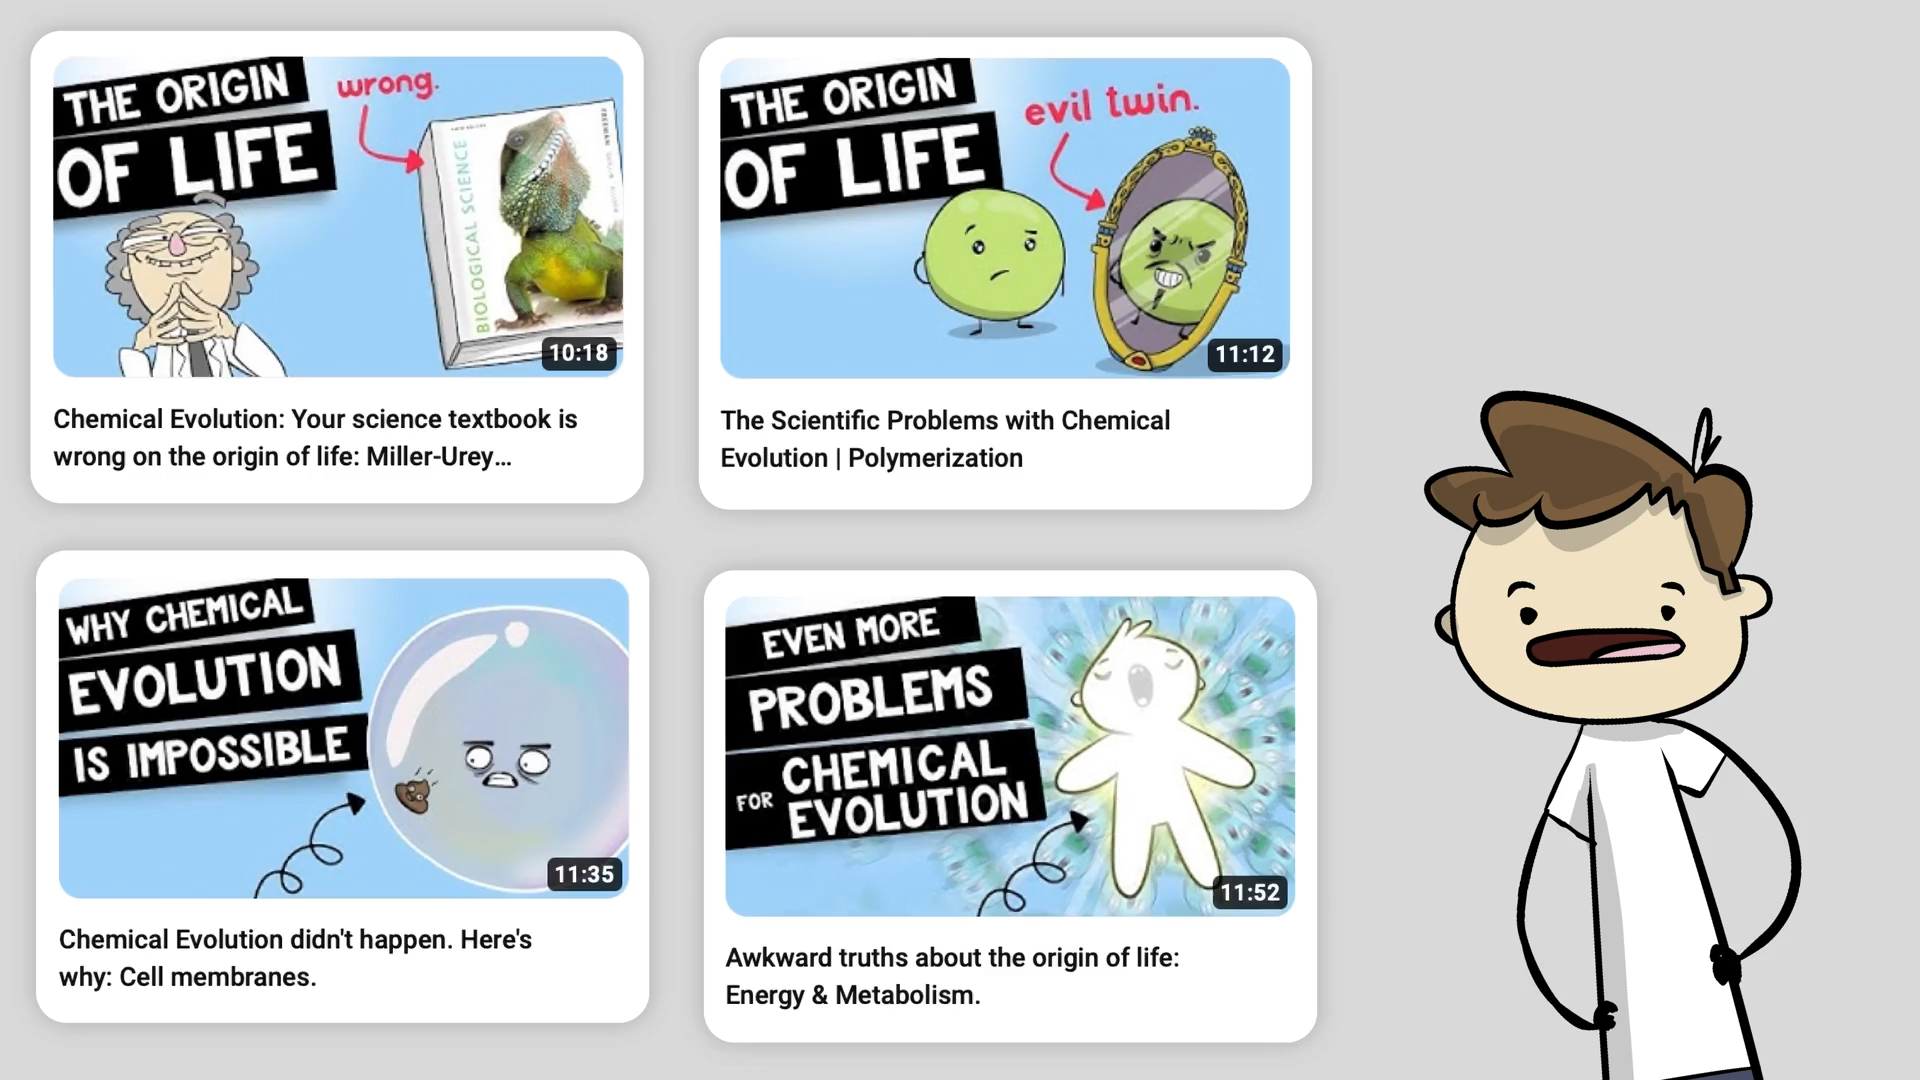 THE ORIGIN
OF LIFE
wrong.
BIOLOGICAL SCIENCE
FREEMAN
10:18
Chemical Evolution: Your science textbook is
wrong on the origin of life: Miller-Urey...
THE ORIGIN
OF LIFE
evil twin.
11:12
The Scientific Problems with Chemical
Evolution | Polymerization
WHY CHEMICAL
EVOLUTION
IS IMPOSSIBLE
11:35
Chemical Evolution didn't happen. Here's
why: Cell membranes.
EVEN MORE
PROBLEMS
FOR CHEMICAL
EVOLUTION
11:52
Awkward truths about the origin of life:
Energy & Metabolism.